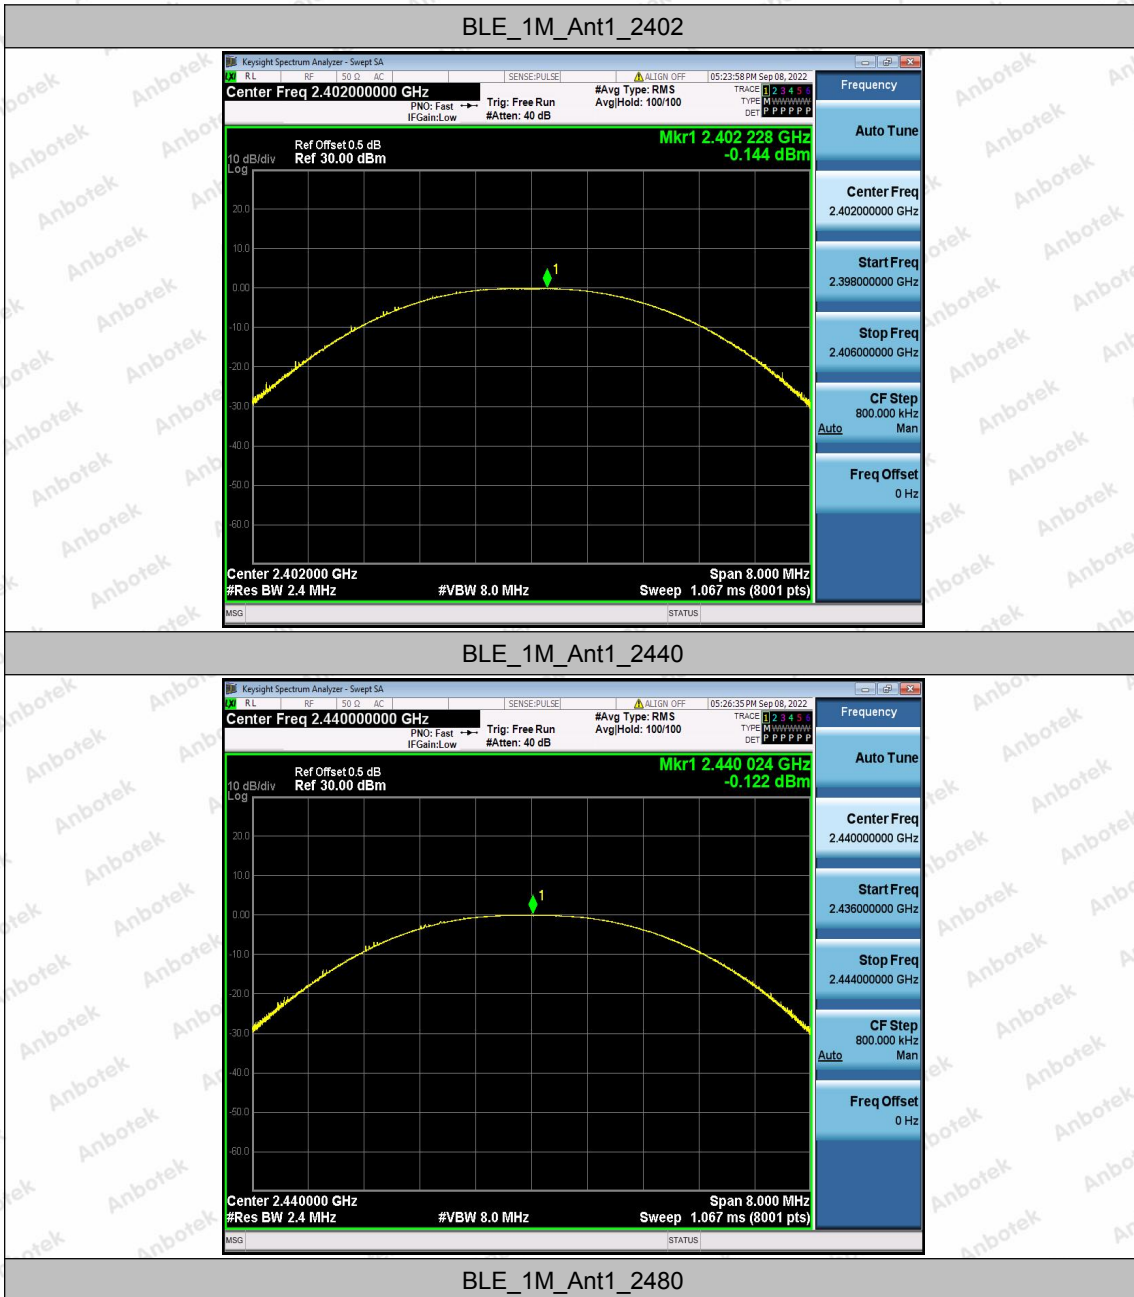 BLE_1M_Ant1_2402
Keysight Spectrum Analyzer - Swept SA
LXI RL RF 50 Ω AC SENSE:PULSE ALIGN OFF 05:23:58 PM Sep 08, 2022
Center Freq 2.402000000 GHz
PNO: Fast
IFGain:Low
Trig: Free Run
#Atten: 40 dB
#Avg Type: RMS
Avg|Hold: 100/100
TRACE 1 2 3 4 5 6
TYPE M WWWWW
DET P P P P P P
Frequency
Auto Tune
Center Freq
2.402000000 GHz
Start Freq
2.398000000 GHz
Stop Freq
2.406000000 GHz
CF Step
800.000 kHz
Auto Man
Freq Offset
0 Hz
Mkr1 2.402 228 GHz
-0.144 dBm
Ref Offset 0.5 dB
10 dB/div Ref 30.00 dBm
Log
20.0
10.0
0.00
-10.0
-20.0
-30.0
-40.0
-50.0
-60.0
1
Center 2.402000 GHz Span 8.000 MHz
#Res BW 2.4 MHz #VBW 8.0 MHz Sweep 1.067 ms (8001 pts)
MSG STATUS
BLE_1M_Ant1_2440
Keysight Spectrum Analyzer - Swept SA
LXI RL RF 50 Ω AC SENSE:PULSE ALIGN OFF 05:26:35 PM Sep 08, 2022
Center Freq 2.440000000 GHz
PNO: Fast
IFGain:Low
Trig: Free Run
#Atten: 40 dB
#Avg Type: RMS
Avg|Hold: 100/100
TRACE 1 2 3 4 5 6
TYPE M WWWWW
DET P P P P P P
Frequency
Auto Tune
Center Freq
2.440000000 GHz
Start Freq
2.436000000 GHz
Stop Freq
2.444000000 GHz
CF Step
800.000 kHz
Auto Man
Freq Offset
0 Hz
Mkr1 2.440 024 GHz
-0.122 dBm
Ref Offset 0.5 dB
10 dB/div Ref 30.00 dBm
Log
20.0
10.0
0.00
-10.0
-20.0
-30.0
-40.0
-50.0
-60.0
1
Center 2.440000 GHz Span 8.000 MHz
#Res BW 2.4 MHz #VBW 8.0 MHz Sweep 1.067 ms (8001 pts)
MSG STATUS
BLE_1M_Ant1_2480
Anbotek